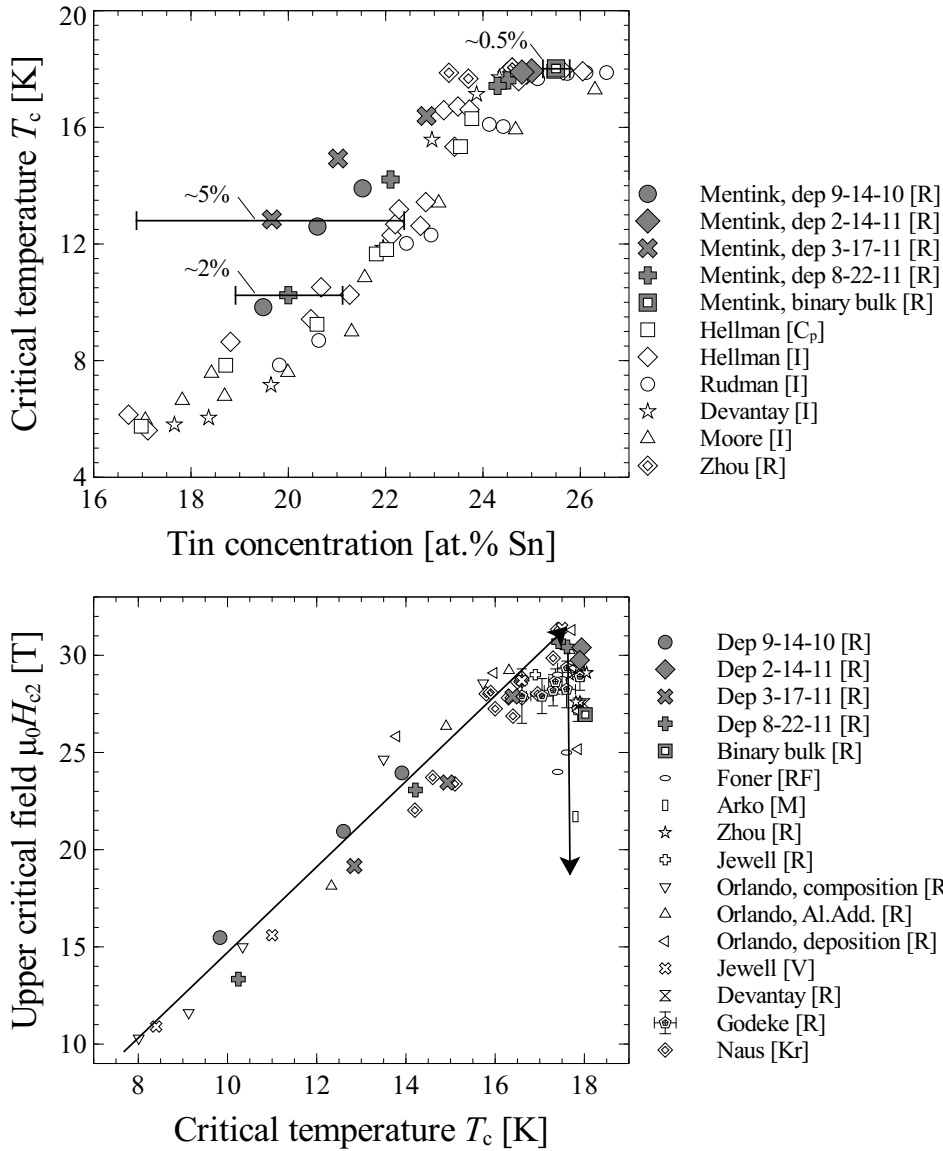 20
16
12
8
4
16
18
20
22
24
26
Critical temperature Tc [K]
Tin concentration [at.% Sn]
~0.5%
~5%
~2%
Mentink, dep 9-14-10 [R]
Mentink, dep 2-14-11 [R]
Mentink, dep 3-17-11 [R]
Mentink, dep 8-22-11 [R]
Mentink, binary bulk [R]
Hellman [Cp]
Hellman [I]
Rudman [I]
Devantay [I]
Moore [I]
Zhou [R]
30
25
20
15
10
8
10
12
14
16
18
Upper critical field μ0Hc2 [T]
Critical temperature Tc [K]
Dep 9-14-10 [R]
Dep 2-14-11 [R]
Dep 3-17-11 [R]
Dep 8-22-11 [R]
Binary bulk [R]
Foner [RF]
Arko [M]
Zhou [R]
Jewell [R]
Orlando, composition [R
Orlando, Al.Add. [R]
Orlando, deposition [R]
Jewell [V]
Devantay [R]
Godeke [R]
Naus [Kr]